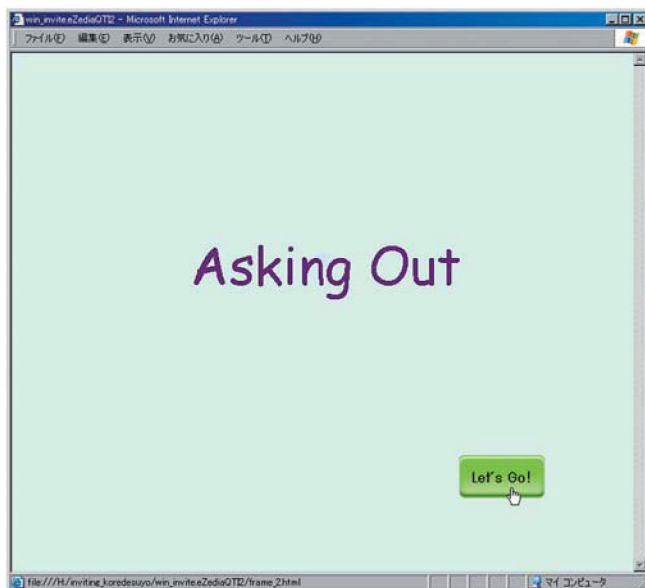 win_invite.eZediaQTI2 - Microsoft Internet Explorer
ファイル(F) 編集(E) 表示(V) お気に入り(A) ツール(T) ヘルプ(H)
Asking Out
Let's Go!
file:///H:/inviting_koredesuyo/win_invite.eZediaQTI2/frame_2.html マイ コンピュータ